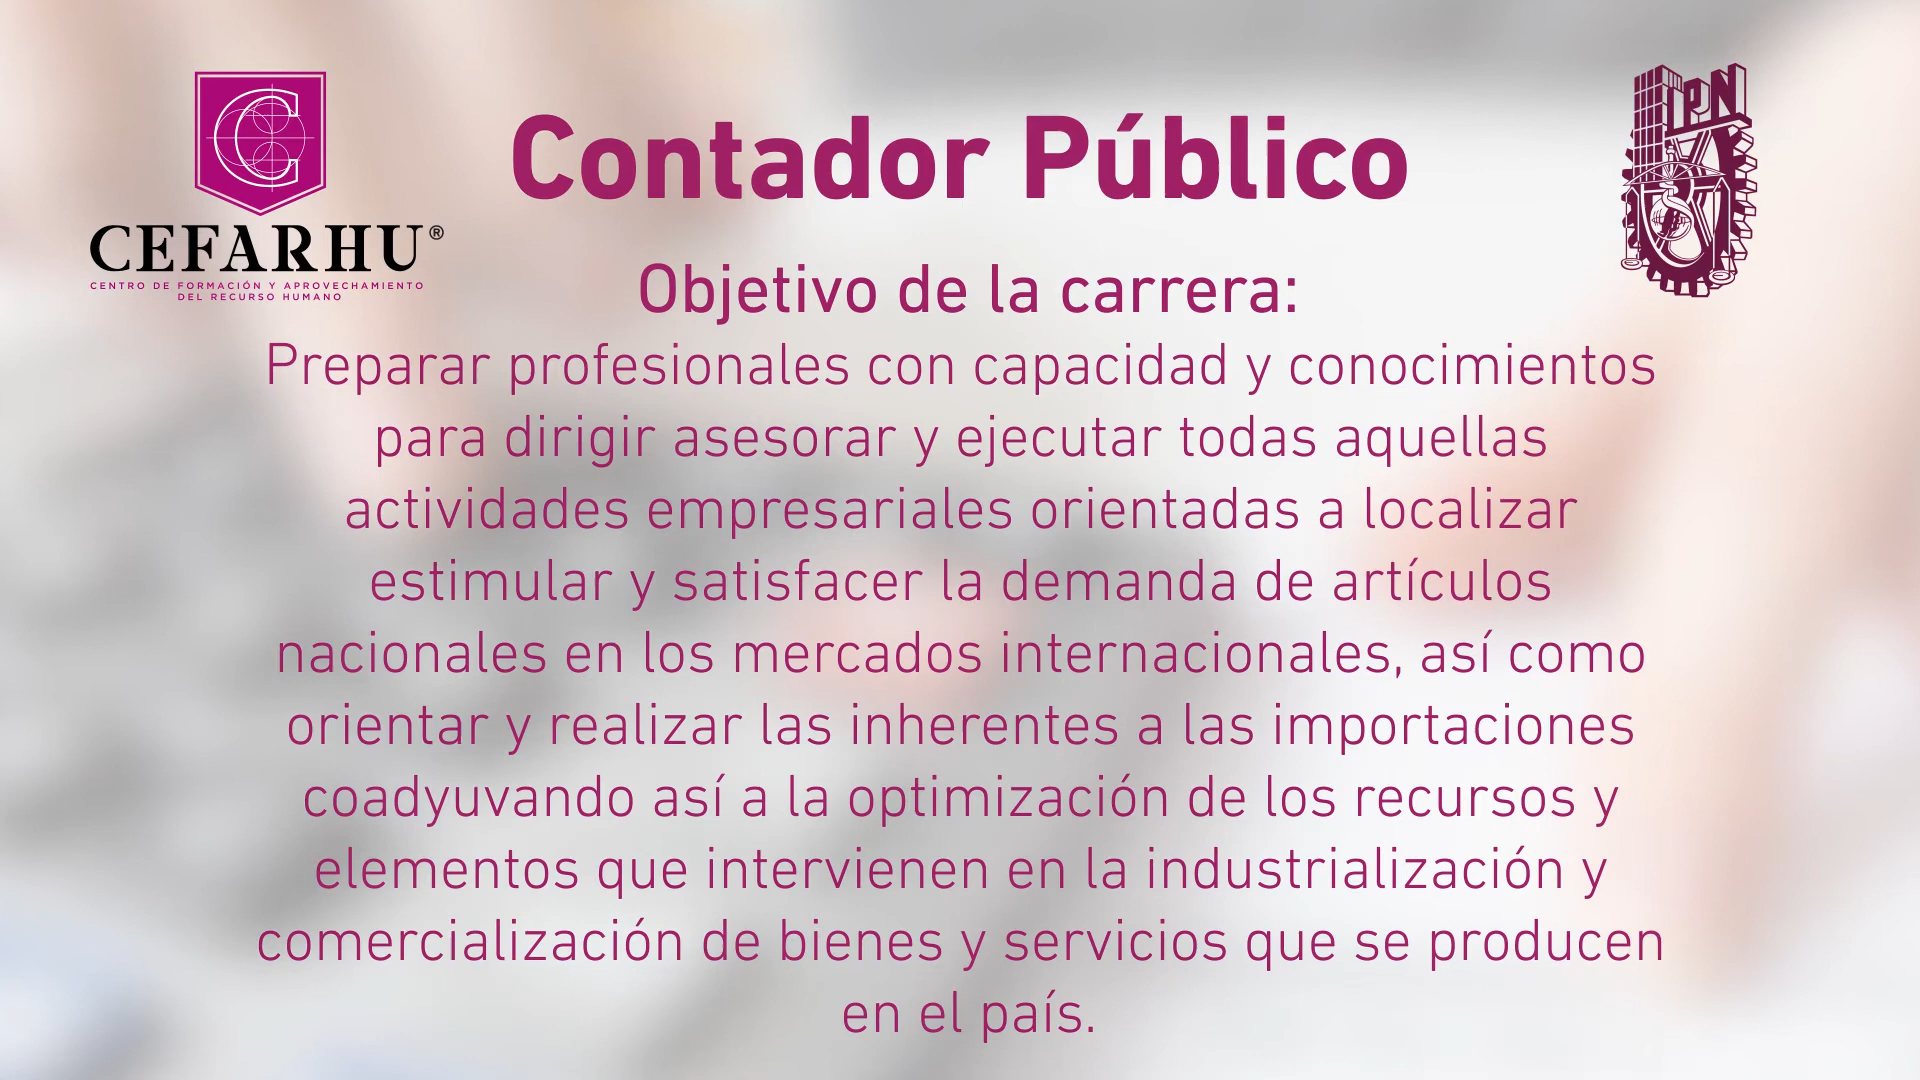 Contador Público
CEFARHU®
CENTRO DE FORMACIÓN Y APROVECHAMIENTO
DEL RECURSO HUMANO
IPN
Objetivo de la carrera:
Preparar profesionales con capacidad y conocimientos
para dirigir asesorar y ejecutar todas aquellas
actividades empresariales orientadas a localizar
estimular y satisfacer la demanda de artículos
nacionales en los mercados internacionales, así como
orientar y realizar las inherentes a las importaciones
coadyuvando así a la optimización de los recursos y
elementos que intervienen en la industrialización y
comercialización de bienes y servicios que se producen
en el país.